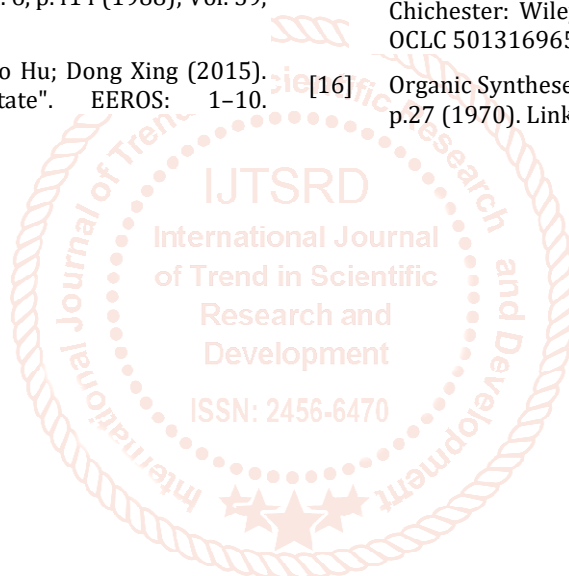 . 6, p.114 (1988); Vol. 59,
o Hu; Dong Xing (2015).
tate". EEROS: 1–10.
Chichester: Wile
OCLC 501316965
[16] Organic Synthese
p.27 (1970). Link
International Journal of Trend in Scientific Research and Development
IJTSRD
International Journal
of Trend in Scientific
Research and
Development
ISSN: 2456-6470